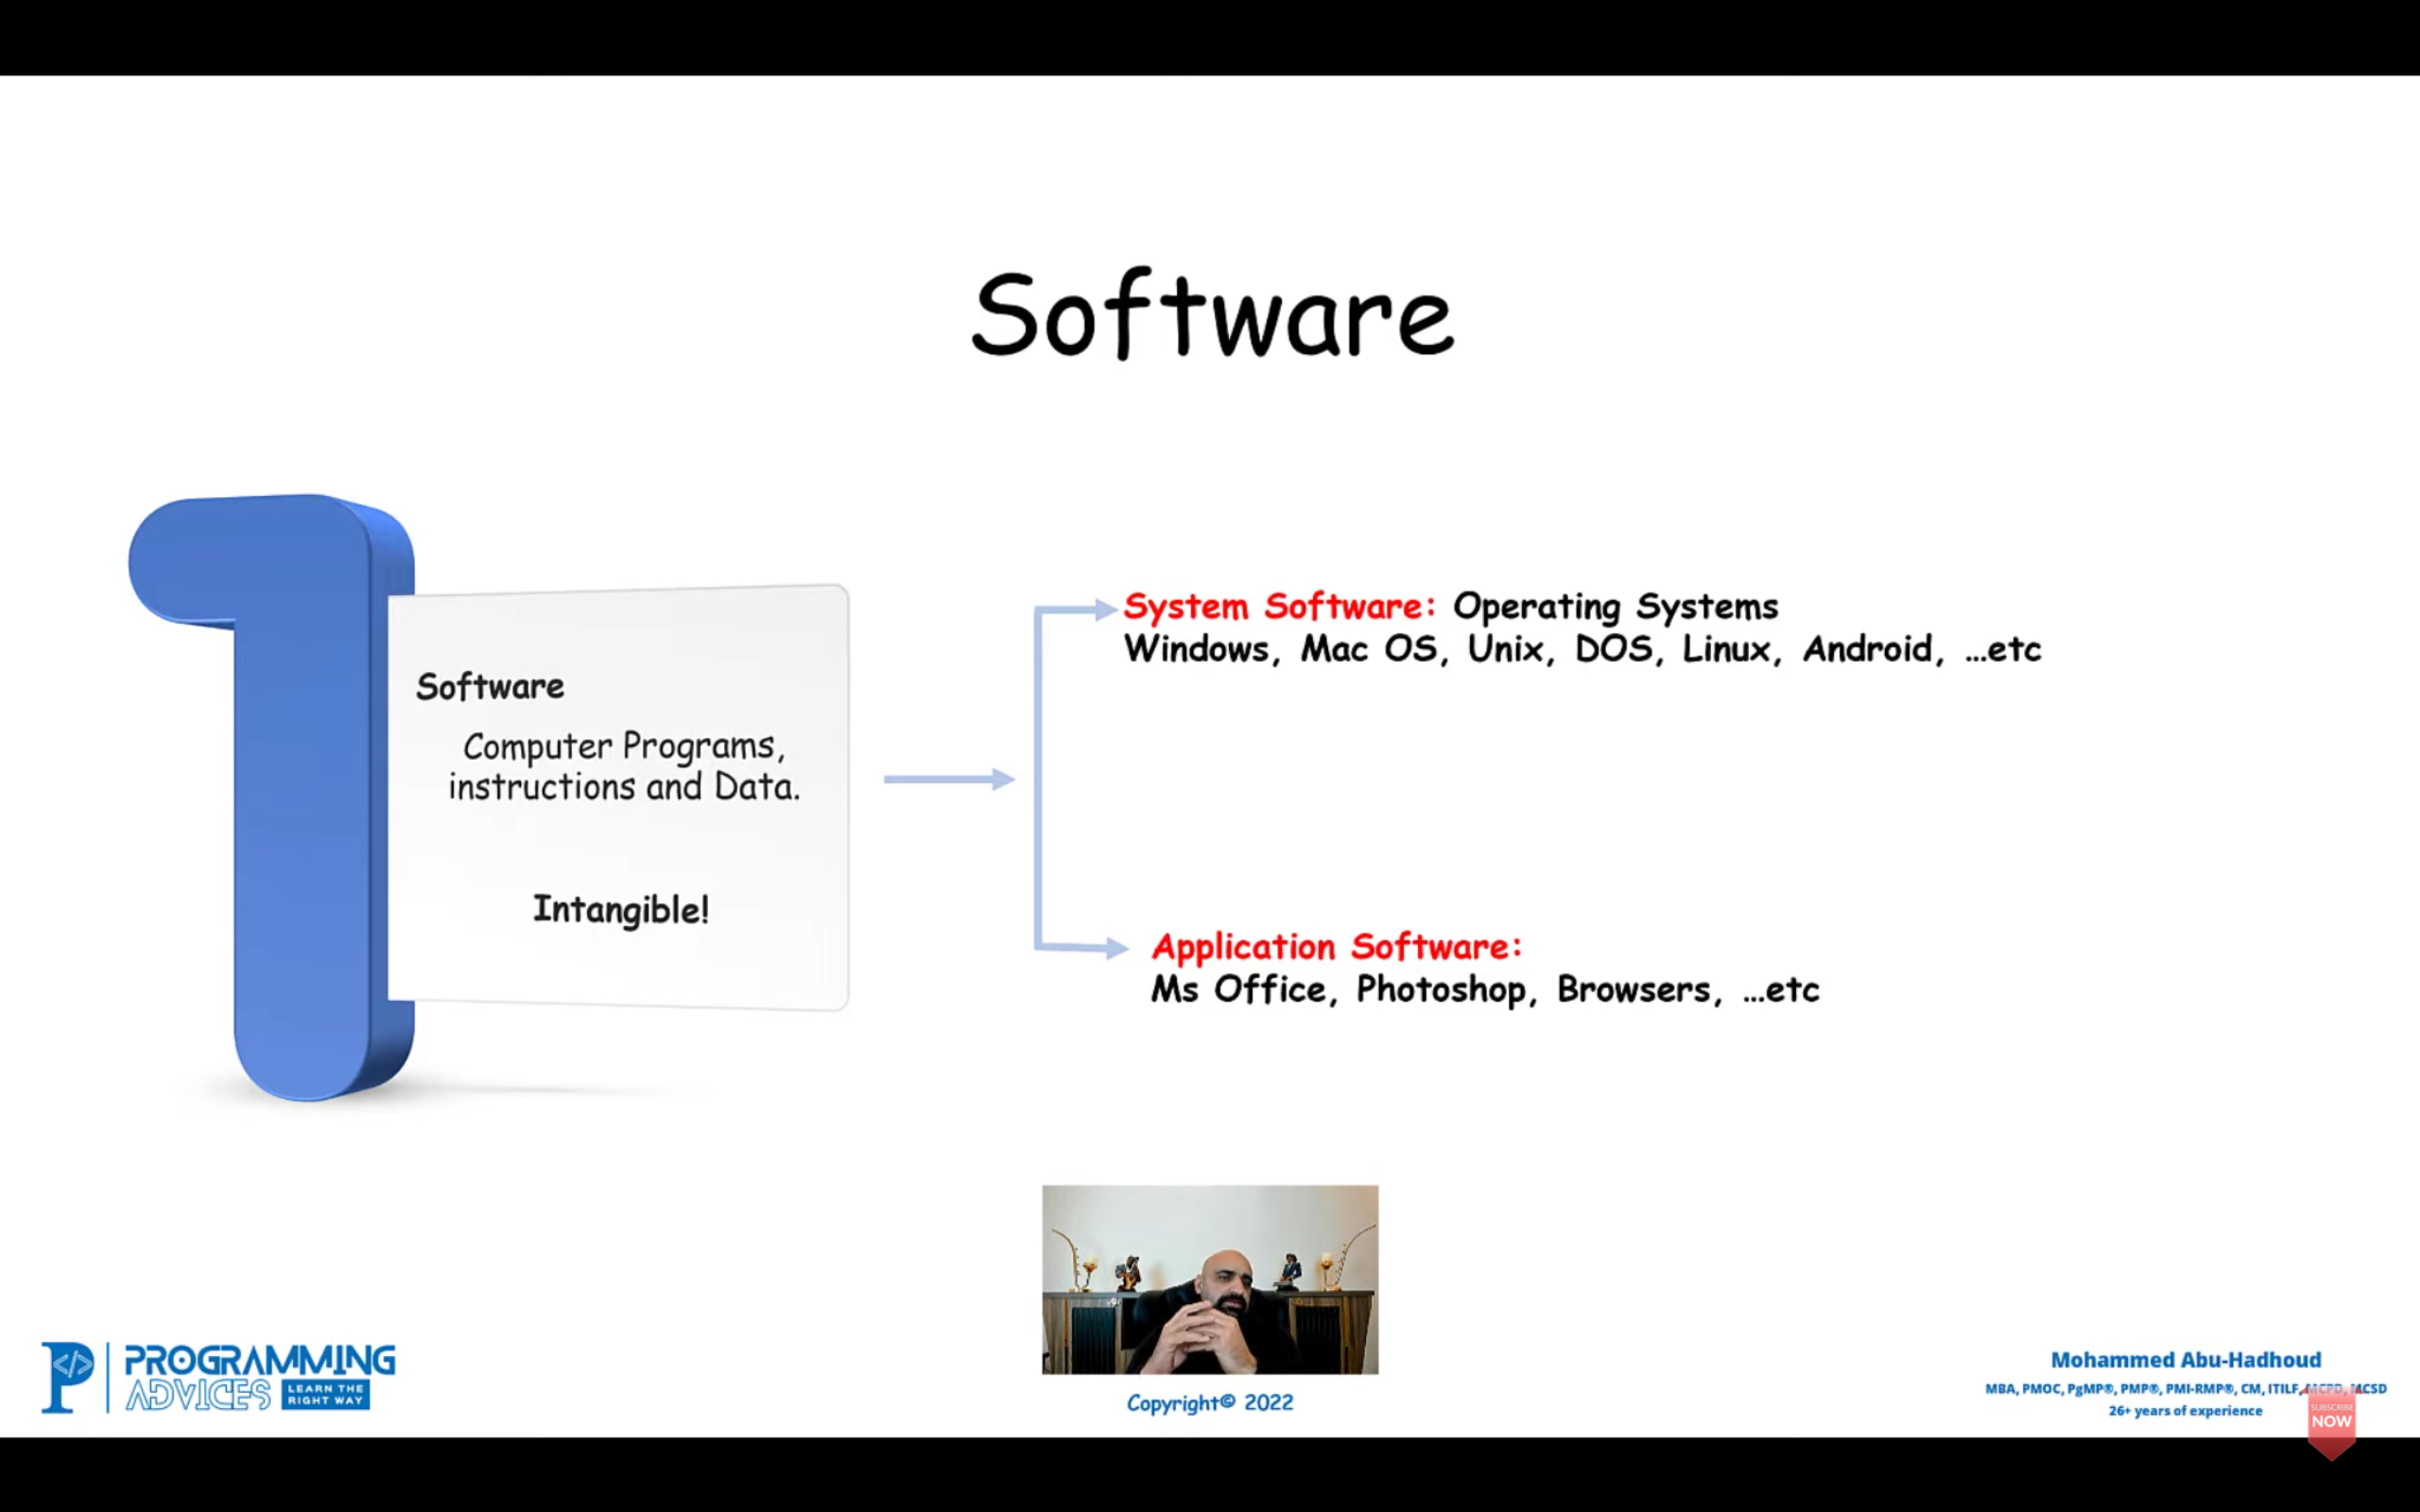 Software
Software
Computer Programs,
instructions and Data.
Intangible!
System Software: Operating Systems
Windows, Mac OS, Unix, DOS, Linux, Android, ...etc
Application Software:
Ms Office, Photoshop, Browsers, ...etc
PROGRAMMING
ADVICES
LEARN THE
RIGHT WAY
Copyright© 2022
Mohammed Abu-Hadhoud
MBA, PMOC, PgMP®, PMP®, PMI-RMP®, CM, ITILF, MCPD, MCSD
26+ years of experience
SUBSCRIBE
NOW